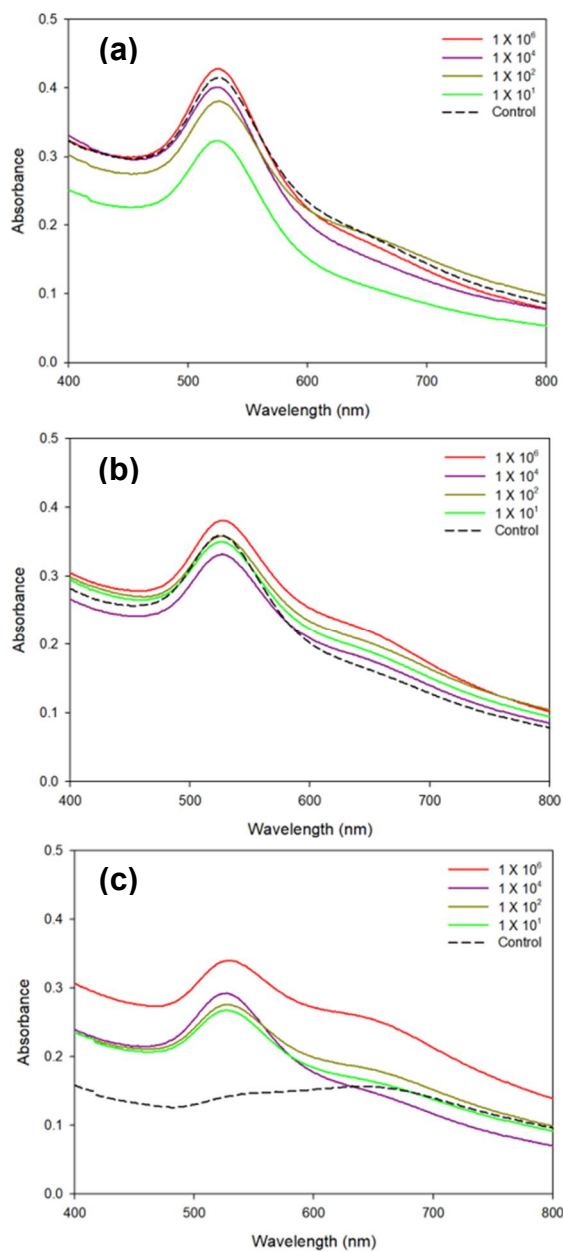 (a)
1 X 10⁶
1 X 10⁴
1 X 10²
1 X 10¹
Control
Absorbance
0.5
0.4
0.3
0.2
0.1
0.0
400 500 600 700 800
Wavelength (nm)
(b)
1 X 10⁶
1 X 10⁴
1 X 10²
1 X 10¹
Control
Absorbance
0.5
0.4
0.3
0.2
0.1
0.0
400 500 600 700 800
Wavelength (nm)
(c)
1 X 10⁶
1 X 10⁴
1 X 10²
1 X 10¹
Control
Absorbance
0.5
0.4
0.3
0.2
0.1
0.0
400 500 600 700 800
Wavelength (nm)